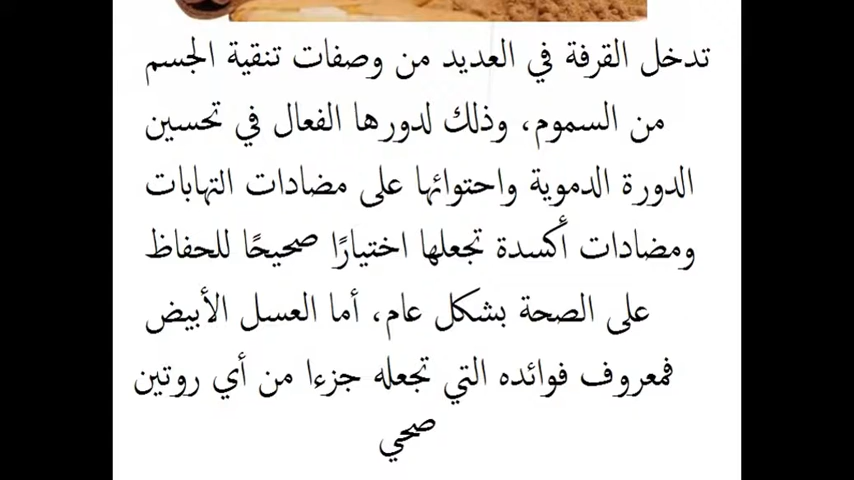 تدخل القرفة في العديد من وصفات تنقية الجسم
من السموم، وذلك لدورها الفعال في تحسين
الدورة الدموية واحتوائها على مضادات التهابات
ومضادات أكسدة تجعلها اختيارًا صحيحًا للحفاظ
على الصحة بشكل عام، أما العسل الأبيض
فمعروف فوائده التي تجعله جزءا من أي روتين
صحي